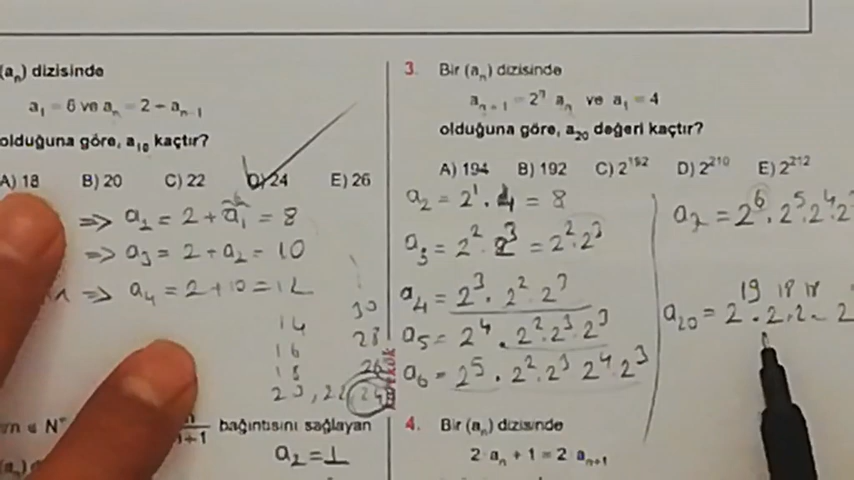 (aₙ) dizisinde
a₁ = 6 ve aₙ = 2 + aₙ₋₁
olduğuna göre, a₁₀ kaçtır?
A) 18 B) 20 C) 22 D) 24 E) 26
⇒ a₂ = 2 + a₁ = 8
⇒ a₃ = 2 + a₂ = 10
⇒ a₄ = 2 + 10 = 12
14
16
18
20, 22, 24
30
28
26
bağıntısını sağlayan
a₂ = 1
3. Bir (aₙ) dizisinde
aₙ₊₁ = 2ⁿ aₙ ve a₁ = 4
olduğuna göre, a₂₀ değeri kaçtır?
A) 194 B) 192 C) 2¹⁹² D) 2²¹⁰ E) 2²¹²
a₂ = 2¹ . 4 = 8
a₃ = 2² . 2³ = 2² . 2³
a₄ = 2³ . 2² . 2³
a₅ = 2⁴ . 2² . 2³ . 2³
a₆ = 2⁵ . 2² . 2³ 2⁴ . 2³
a₇ = 2⁶ . 2⁵ . 2⁴
a₂₀ = 2¹⁹ . 2¹⁸ . 2¹⁸
4. Bir (aₙ) dizisinde
2 aₙ + 1 = 2 aₙ₊₁